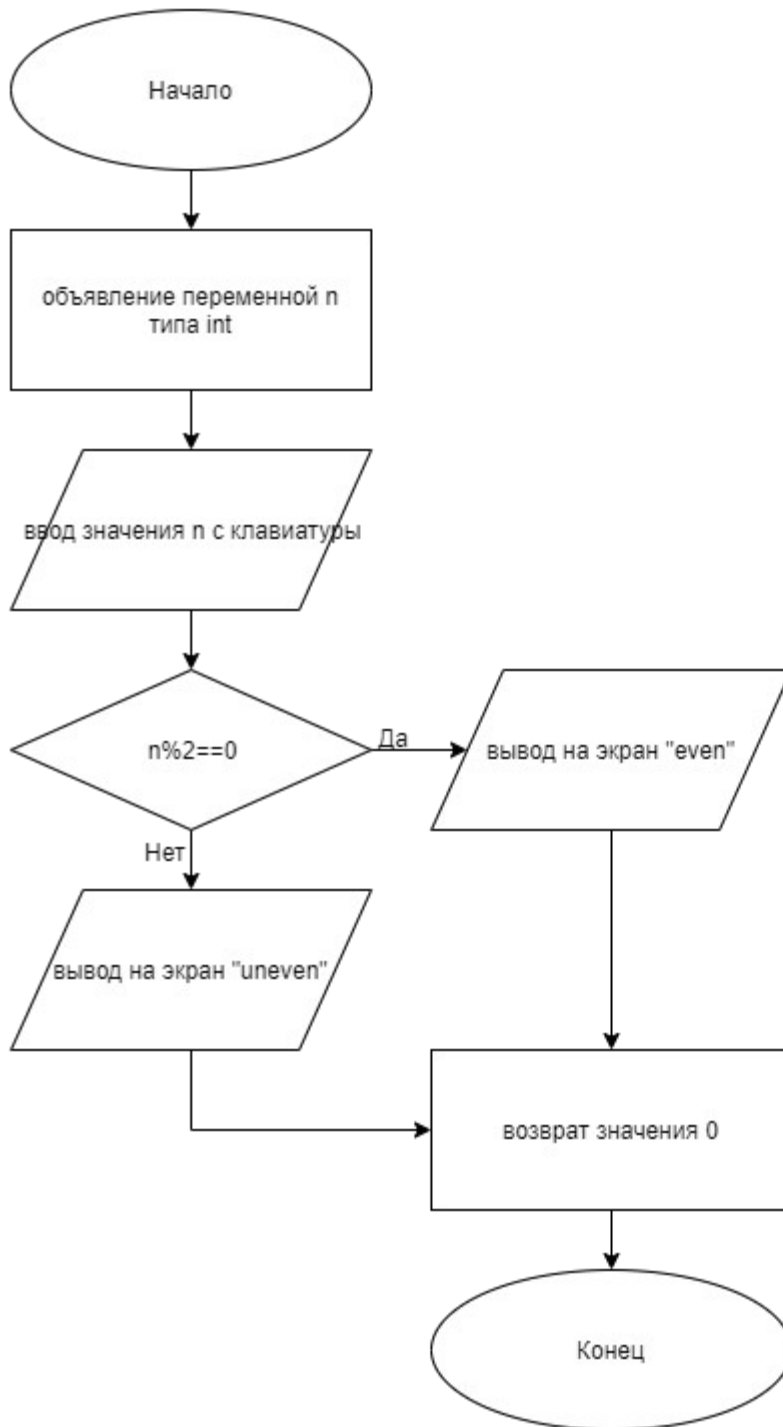 Начало
объявление переменной n
типа int
ввод значения n с клавиатуры
n%2==0
Да
вывод на экран "even"
Нет
вывод на экран "uneven"
возврат значения 0
Конец